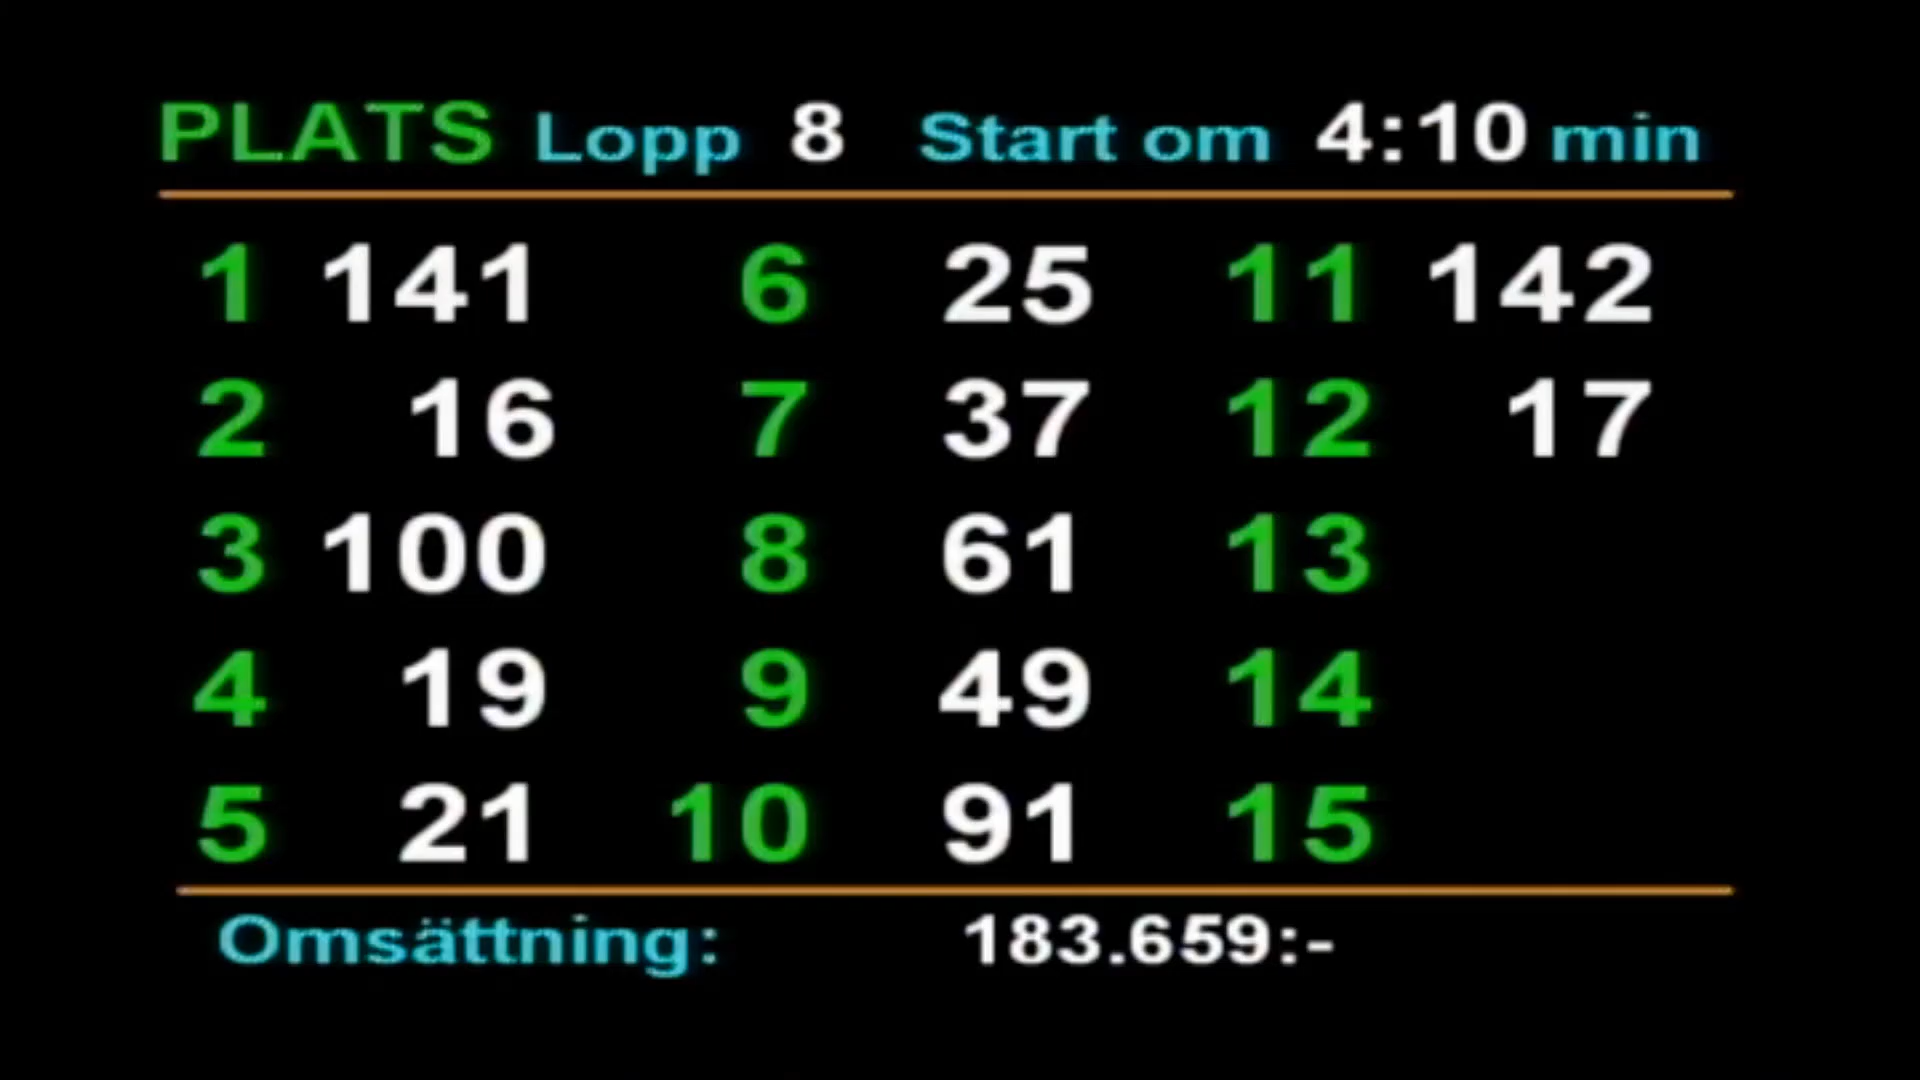 PLATS Lopp 8 Start om 4:10 min
1 141 6 25 11 142
2 16 7 37 12 17
3 100 8 61 13
4 19 9 49 14
5 21 10 91 15
Omsättning: 183.659:-